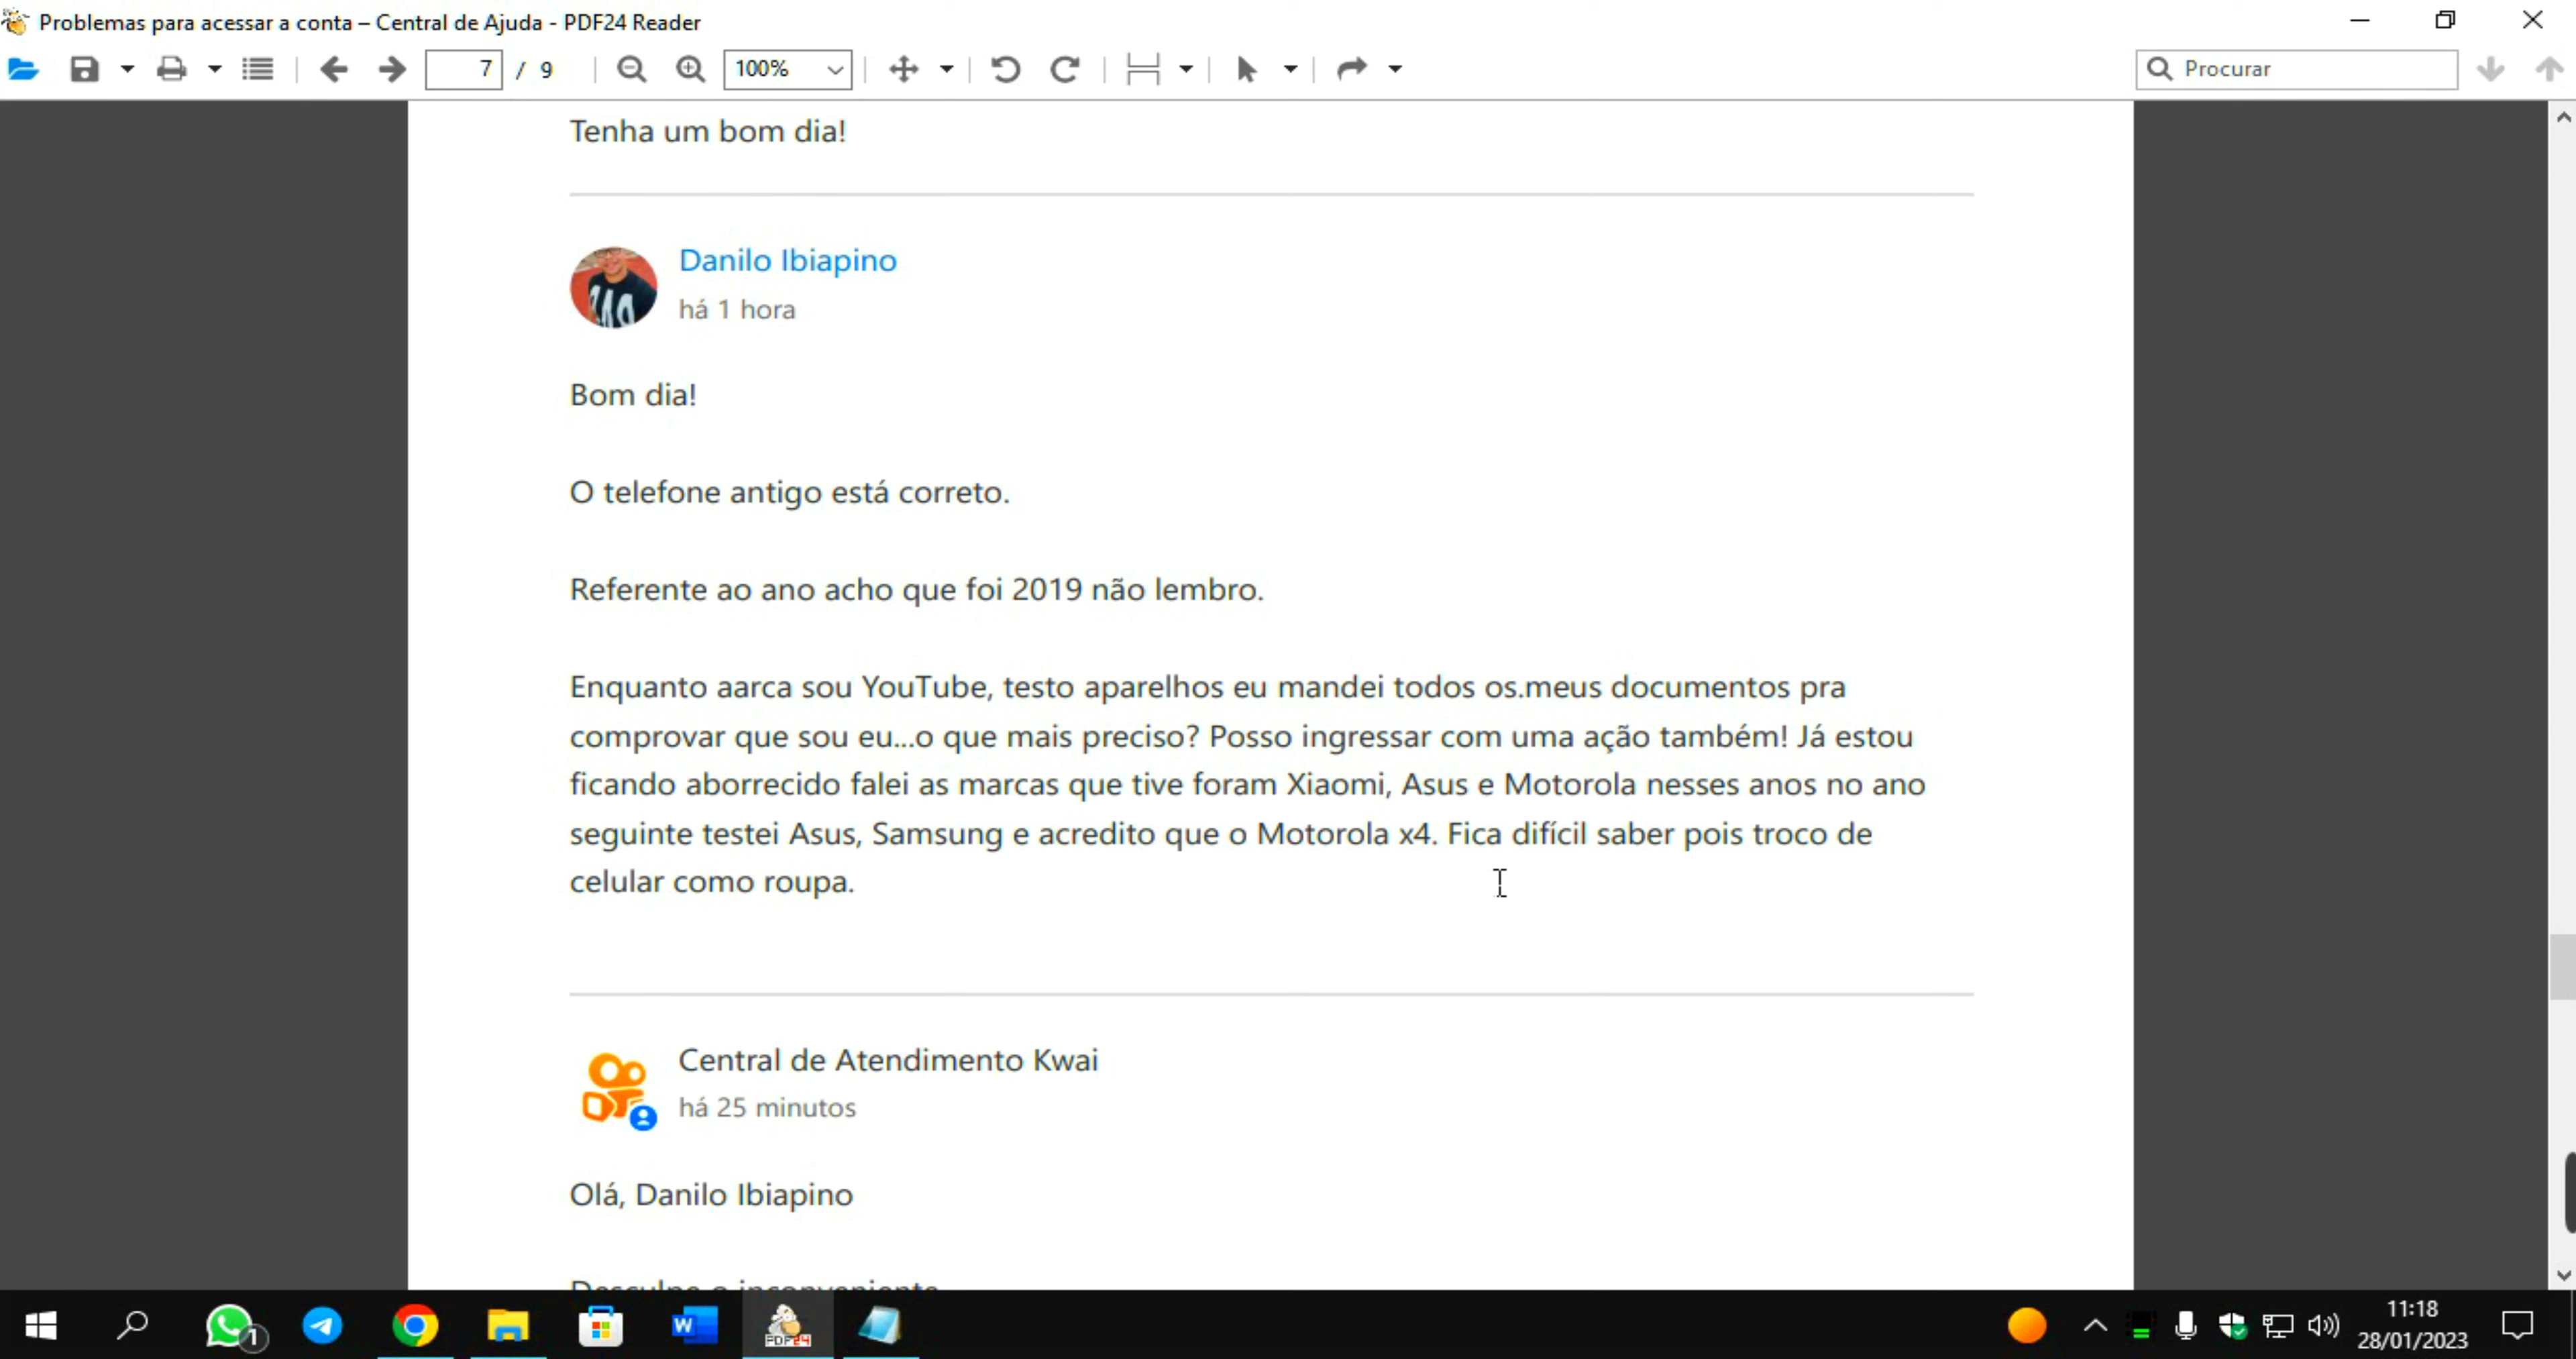 Problemas para acessar a conta – Central de Ajuda - PDF24 Reader
7 / 9
100%
Procurar
Tenha um bom dia!
Danilo Ibiapino
há 1 hora
Bom dia!
O telefone antigo está correto.
Referente ao ano acho que foi 2019 não lembro.
Enquanto aarca sou YouTube, testo aparelhos eu mandei todos os.meus documentos pra
comprovar que sou eu...o que mais preciso? Posso ingressar com uma ação também! Já estou
ficando aborrecido falei as marcas que tive foram Xiaomi, Asus e Motorola nesses anos no ano
seguinte testei Asus, Samsung e acredito que o Motorola x4. Fica difícil saber pois troco de
celular como roupa.
Central de Atendimento Kwai
há 25 minutos
Olá, Danilo Ibiapino
Desculpe o inconveniente
1
W
PDF24
11:18
28/01/2023